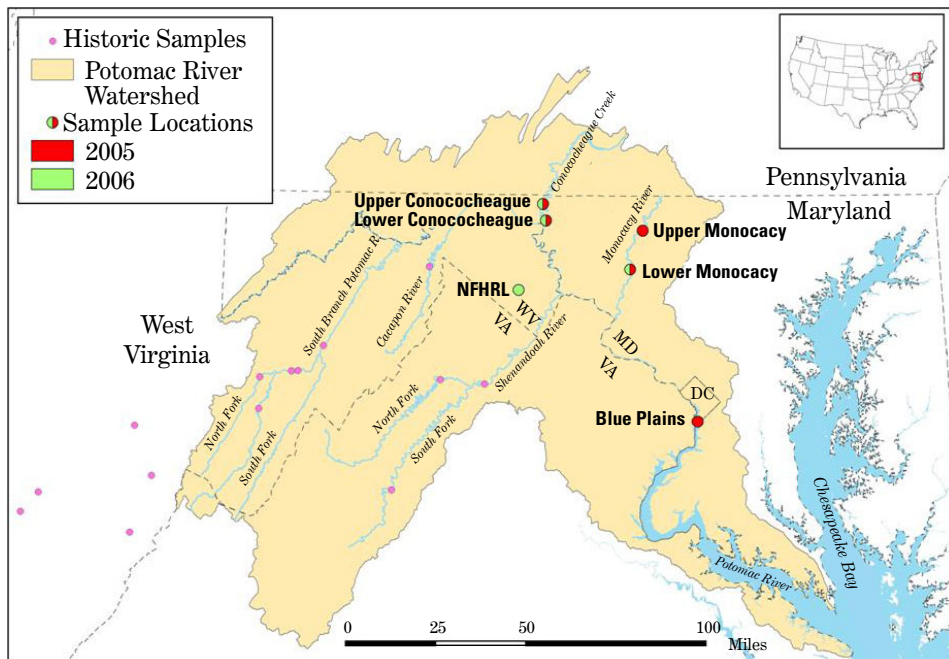 Historic Samples
Potomac River
Watershed
Sample Locations
2005
2006
Conococheague Creek
Pennsylvania
Maryland
Upper Conococheague
Lower Conococheague
Monocacy River
Upper Monocacy
Lower Monocacy
South Branch Potomac R
Cacapon River
NFHRL
WV
VA
Shenandoah River
MD
VA
West
Virginia
DC
Blue Plains
North Fork
South Fork
North Fork
South Fork
Chesapeake Bay
Potomac River
0
25
50
100
Miles